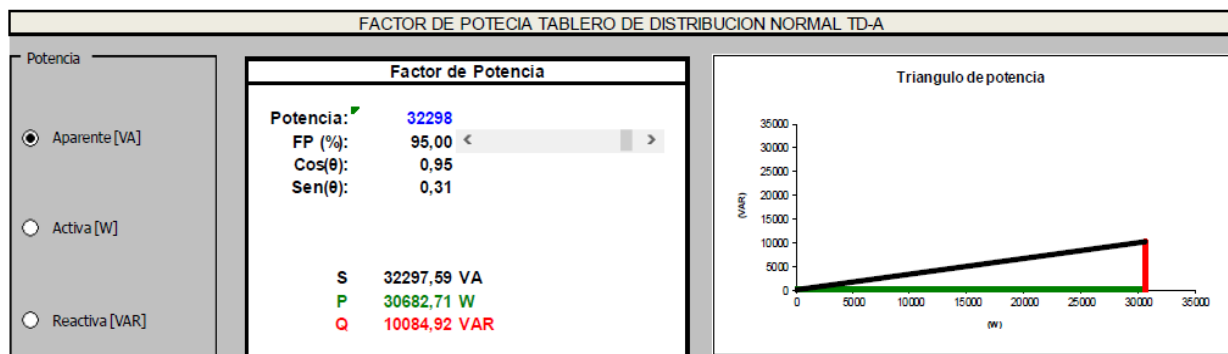 FACTOR DE POTECIA TABLERO DE DISTRIBUCION NORMAL TD-A
Potencia
Aparente [VA]
Activa [W]
Reactiva [VAR]
Factor de Potencia
Potencia: 32298
FP (%): 95,00
Cos(θ): 0,95
Sen(θ): 0,31
S 32297,59 VA
P 30682,71 W
Q 10084,92 VAR
Triangulo de potencia
(VAR)
35000
30000
25000
20000
15000
10000
5000
0
0 5000 10000 15000 20000 25000 30000 35000
(W)